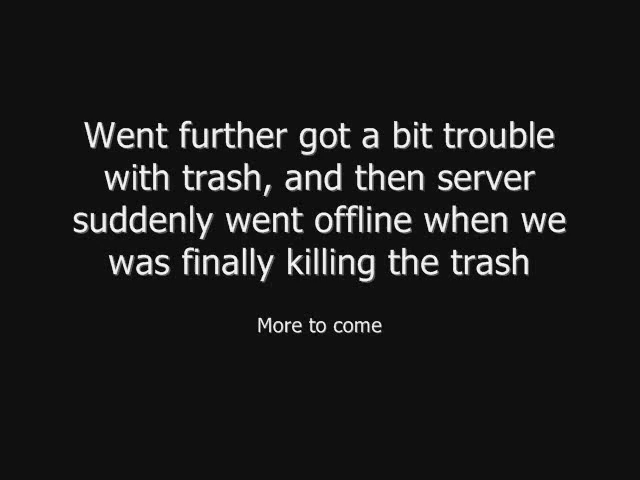 Went further got a bit trouble
with trash, and then server
suddenly went offline when we
was finally killing the trash
More to come